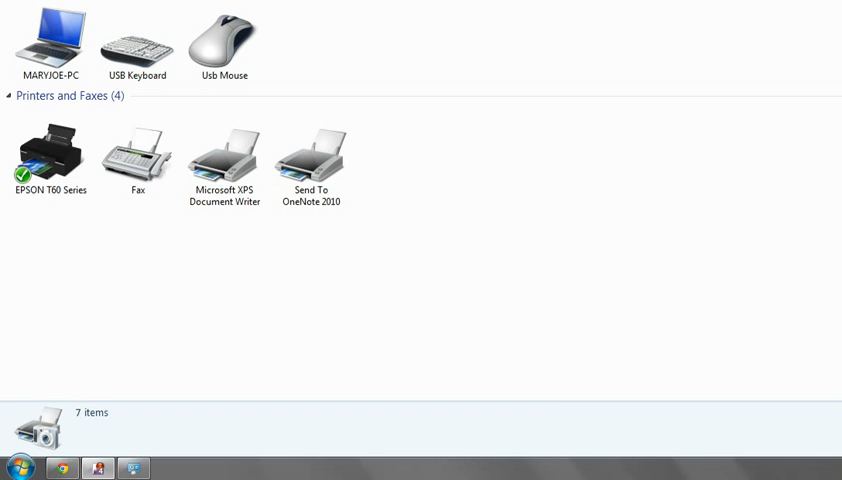 MARYJOE-PC
USB Keyboard
Usb Mouse
Printers and Faxes (4)
EPSON T60 Series
Fax
Microsoft XPS
Document Writer
Send To
OneNote 2010
7 items